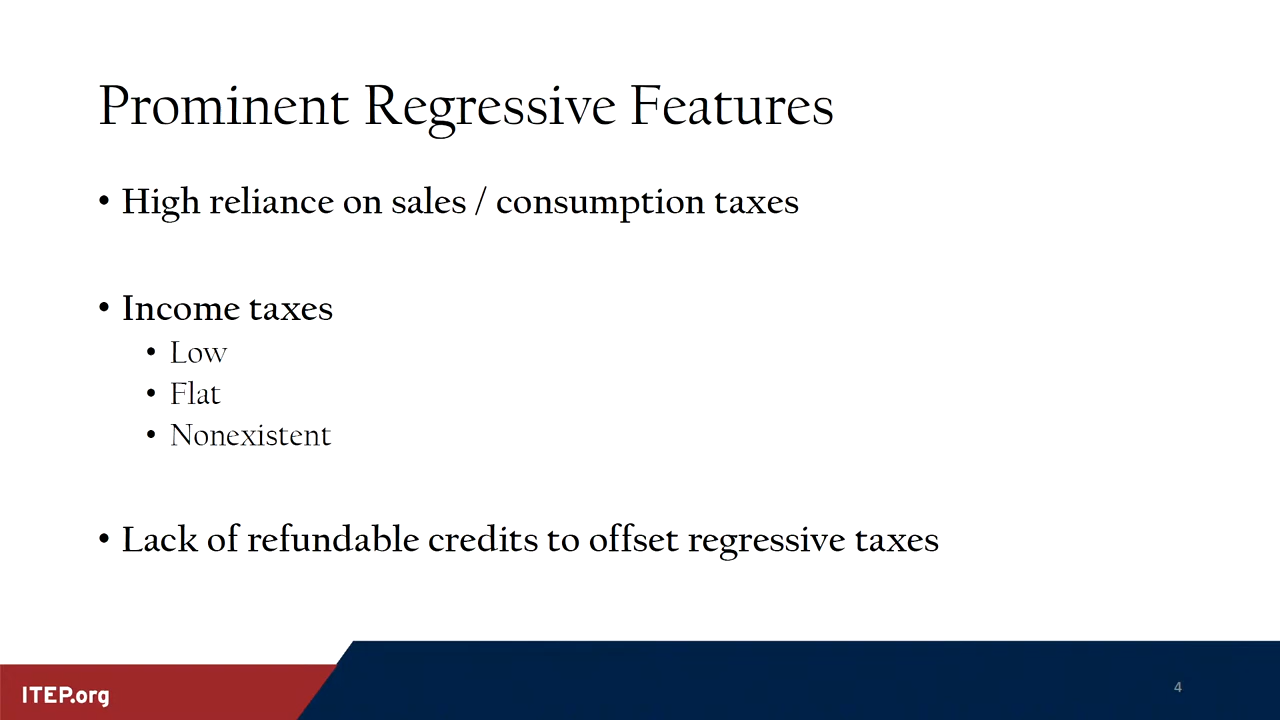 Prominent Regressive Features
• High reliance on sales / consumption taxes
• Income taxes
• Low
• Flat
• Nonexistent
• Lack of refundable credits to offset regressive taxes
ITEP.org
4